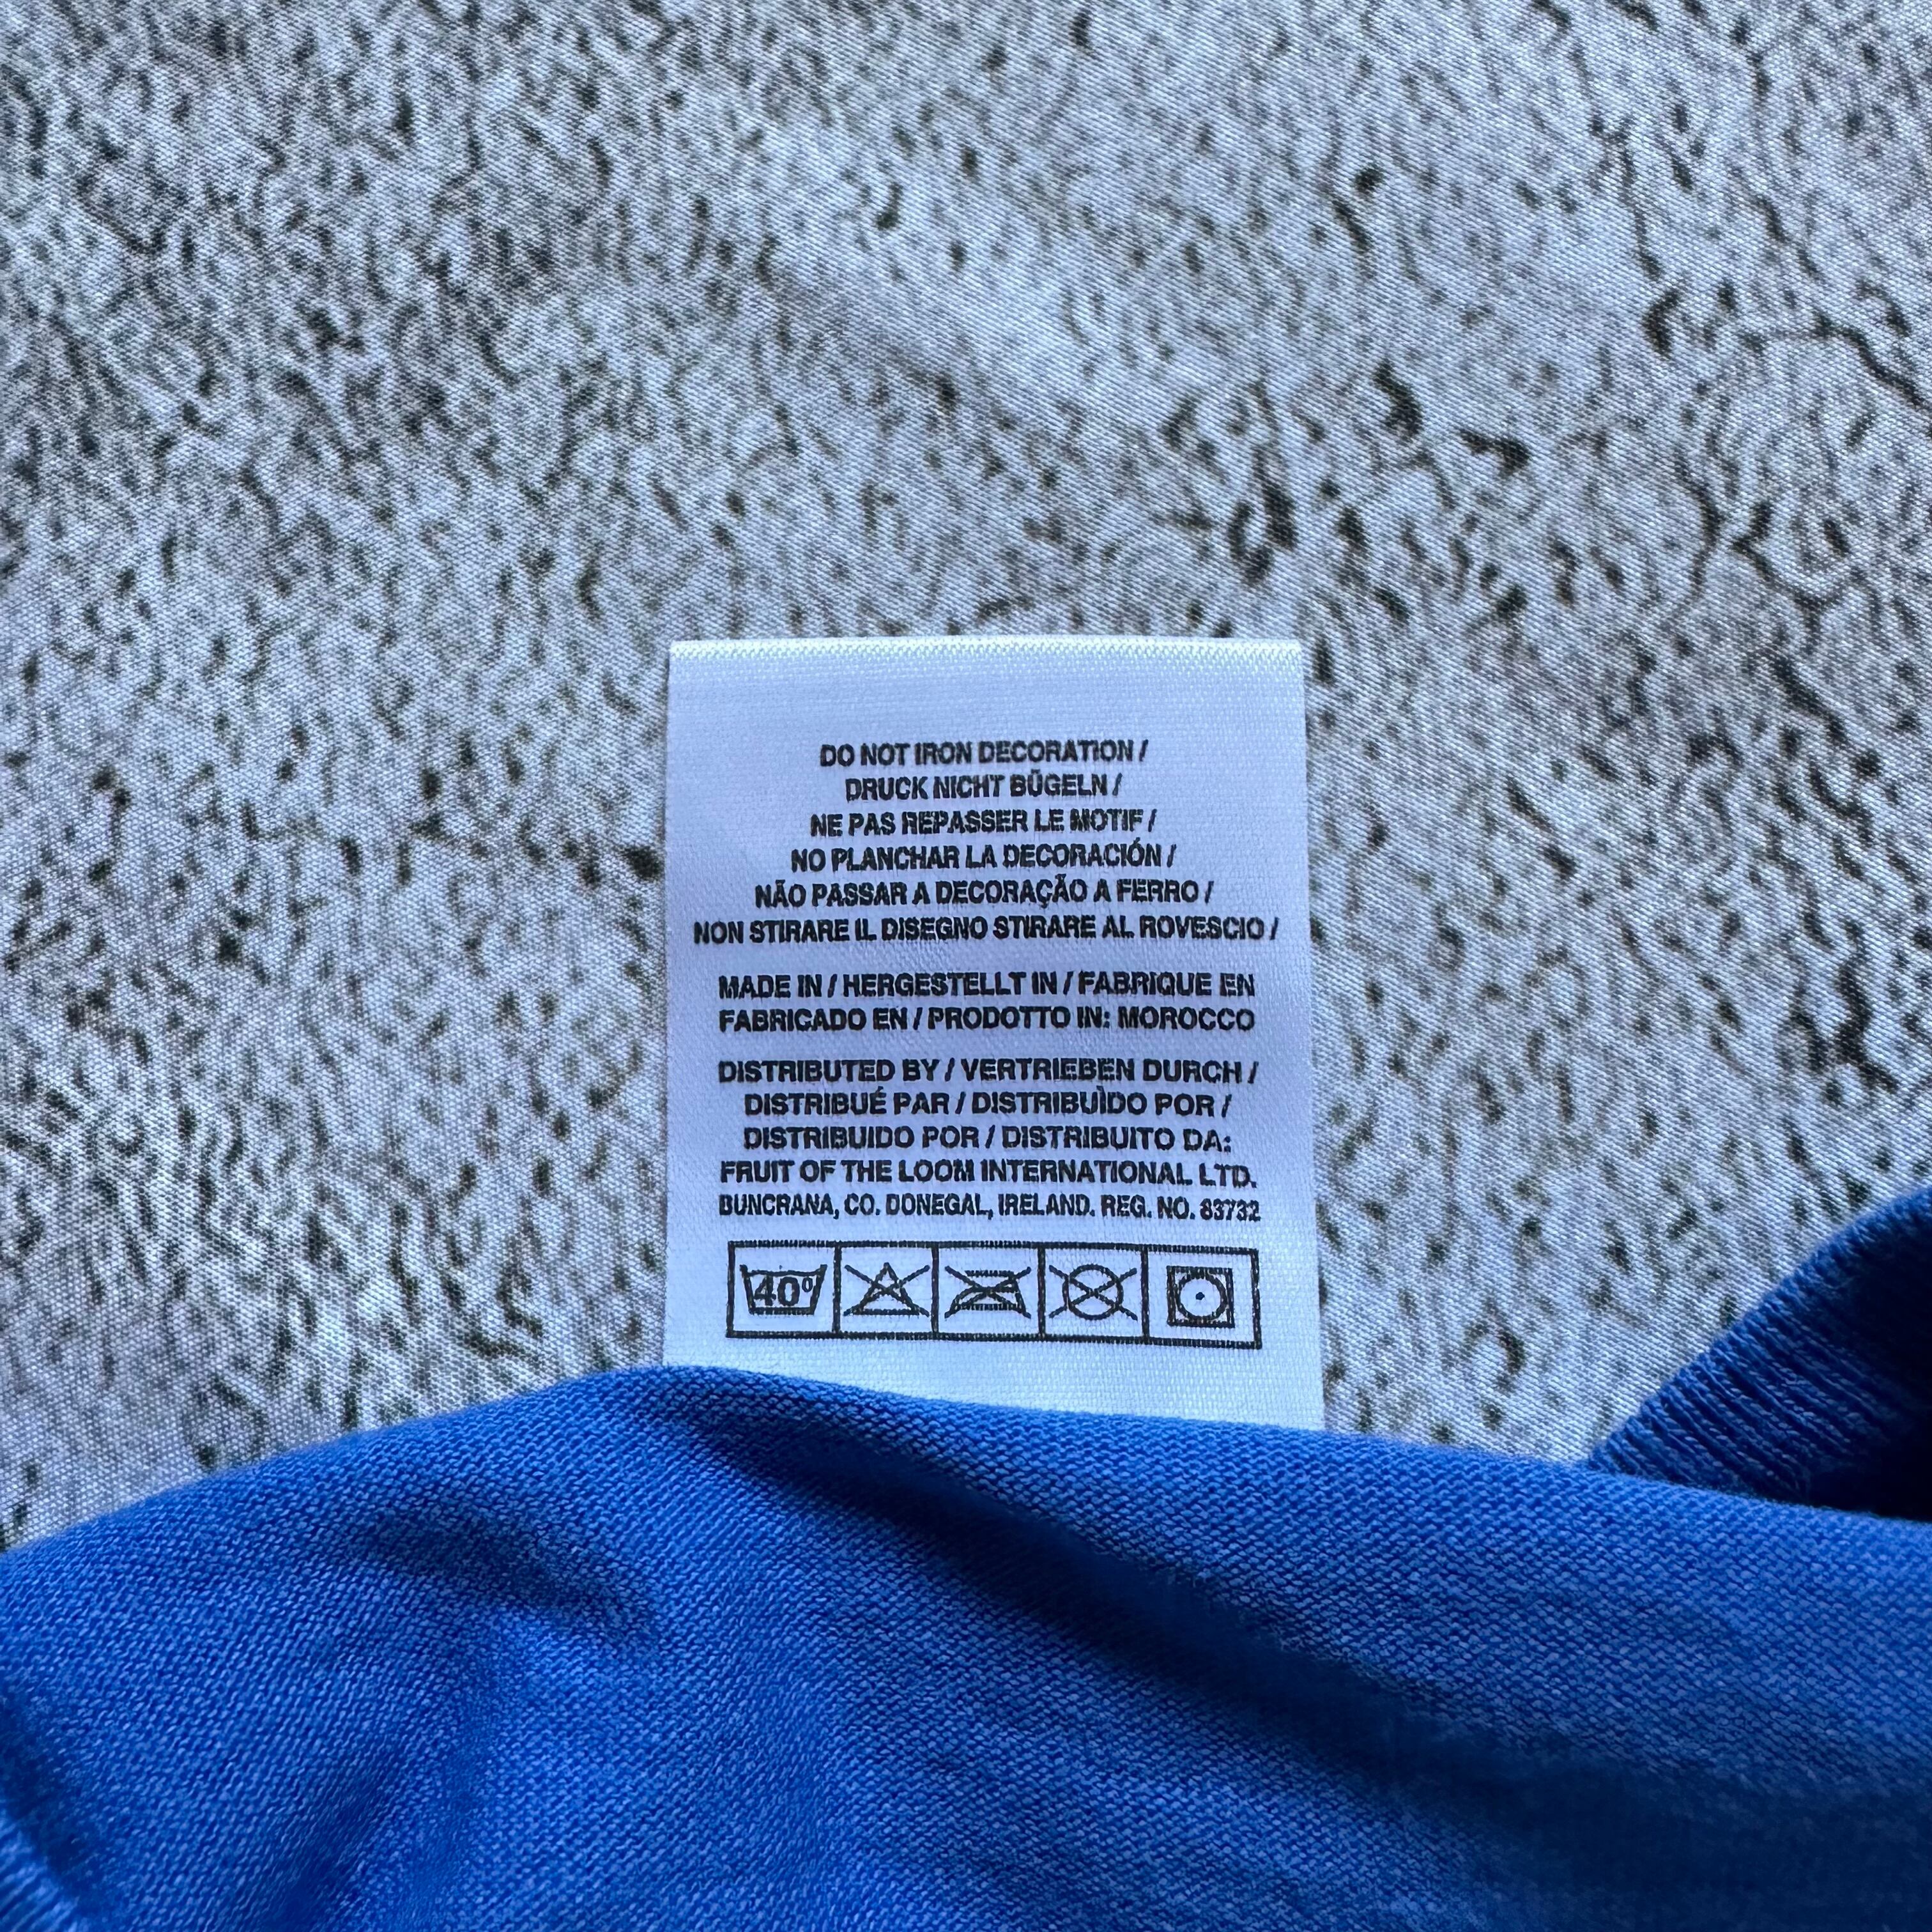 DO NOT IRON DECORATION /
DRUCK NICHT BÜGELN /
NE PAS REPASSER LE MOTIF /
NO PLANCHAR LA DECORACIÓN /
NÃO PASSAR A DECORAÇÃO A FERRO /
NON STIRARE IL DISEGNO STIRARE AL ROVESCIO /
MADE IN / HERGESTELLT IN / FABRIQUE EN
FABRICADO EN / PRODOTTO IN: MOROCCO
DISTRIBUTED BY / VERTRIEBEN DURCH /
DISTRIBUÉ PAR / DISTRIBUÌDO POR /
DISTRIBUIDO POR / DISTRIBUITO DA:
FRUIT OF THE LOOM INTERNATIONAL LTD.
BUNCRANA, CO. DONEGAL, IRELAND. REG. NO. 83732
40°